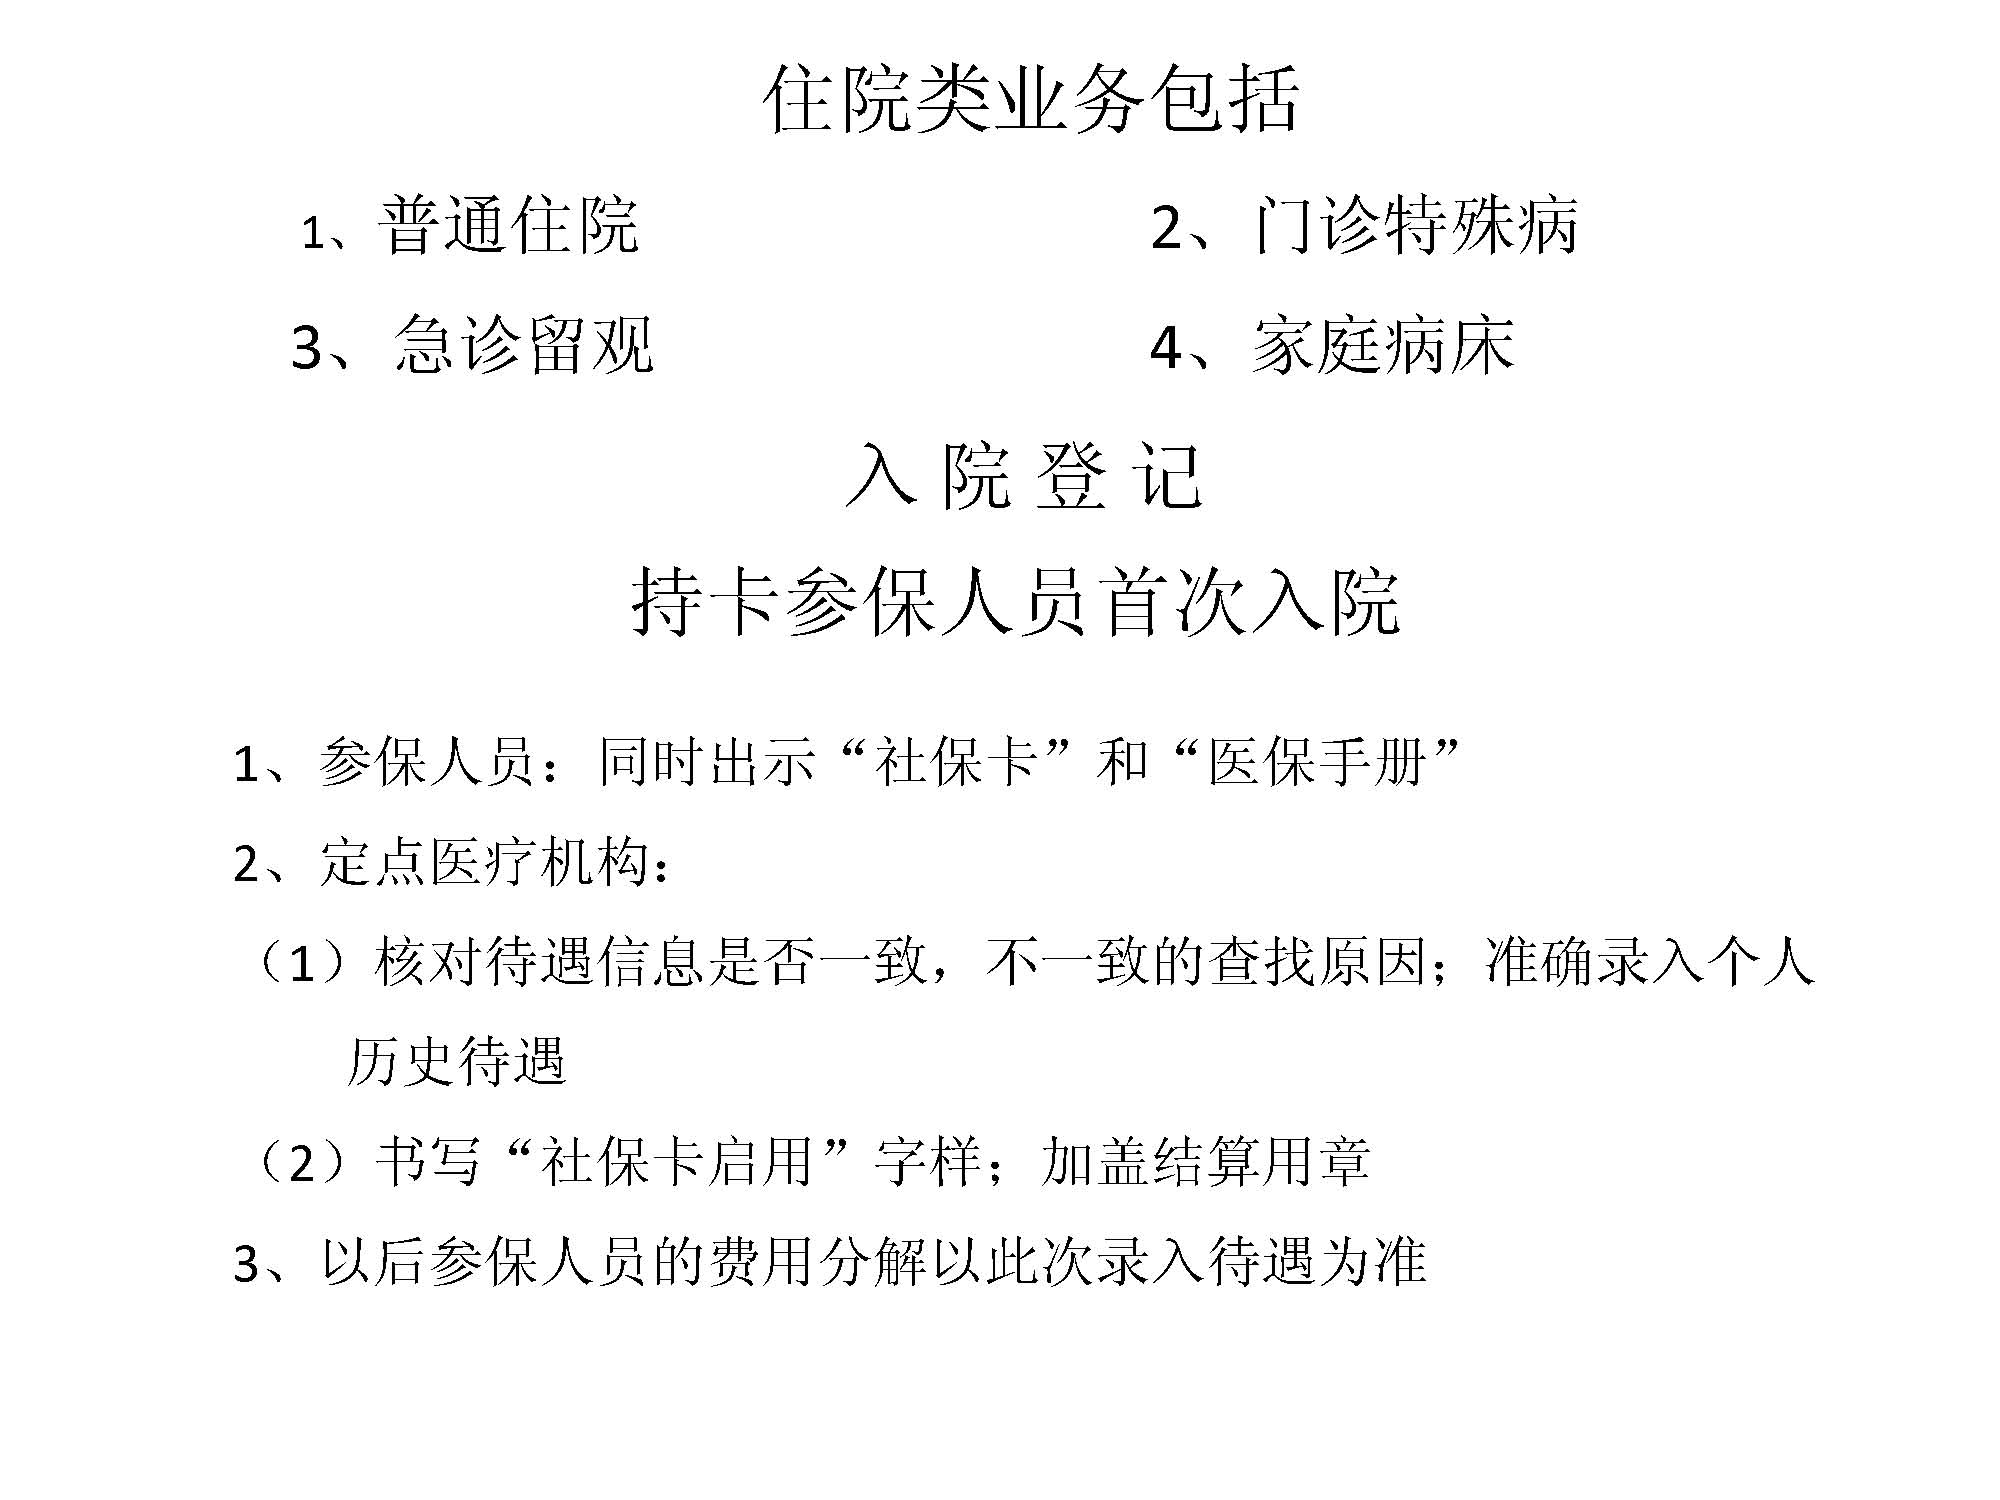 住院类业务包括
1、普通住院 2、门诊特殊病
3、急诊留观 4、家庭病床
入 院 登 记
持卡参保人员首次入院
1、参保人员：同时出示“社保卡”和“医保手册”
2、定点医疗机构：
（1）核对待遇信息是否一致，不一致的查找原因；准确录入个人
历史待遇
（2）书写“社保卡启用”字样；加盖结算用章
3、以后参保人员的费用分解以此次录入待遇为准